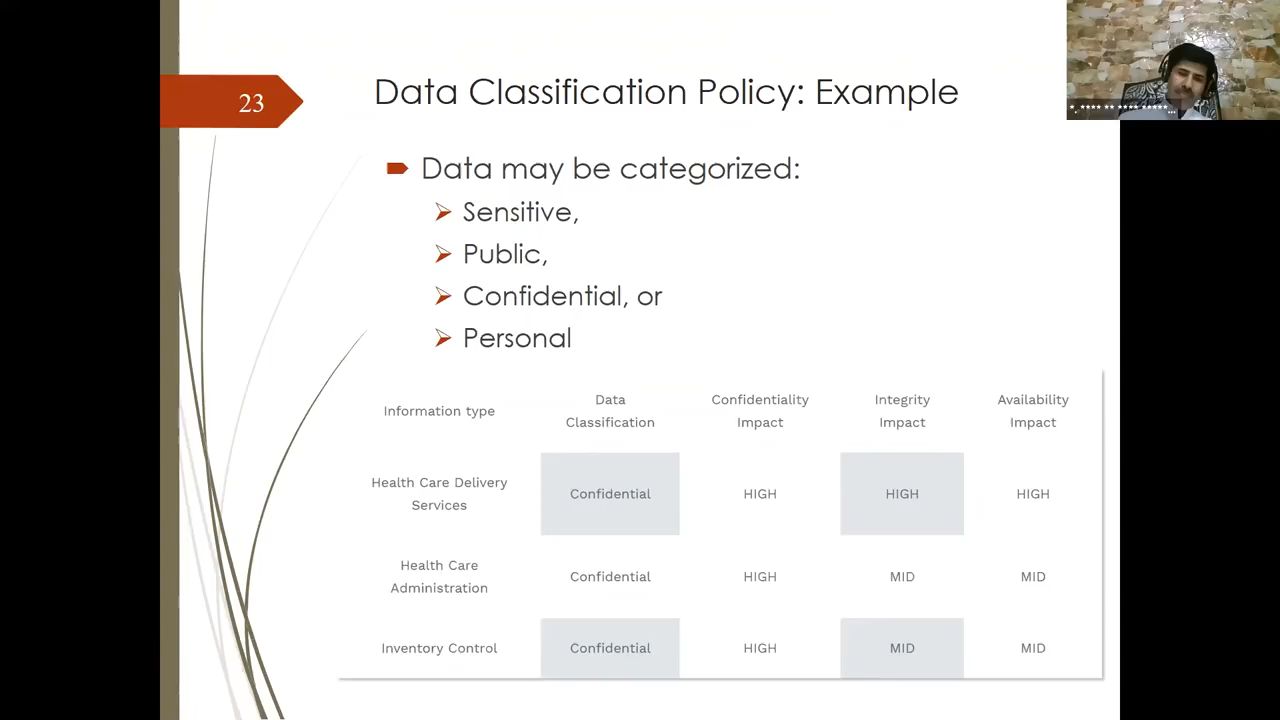 23
Data Classification Policy: Example
Data may be categorized:
Sensitive,
Public,
Confidential, or
Personal
Information type
Data
Classification
Confidentiality
Impact
Integrity
Impact
Availability
Impact
Health Care Delivery
Services
Confidential
HIGH
HIGH
HIGH
Health Care
Administration
Confidential
HIGH
MID
MID
Inventory Control
Confidential
HIGH
MID
MID